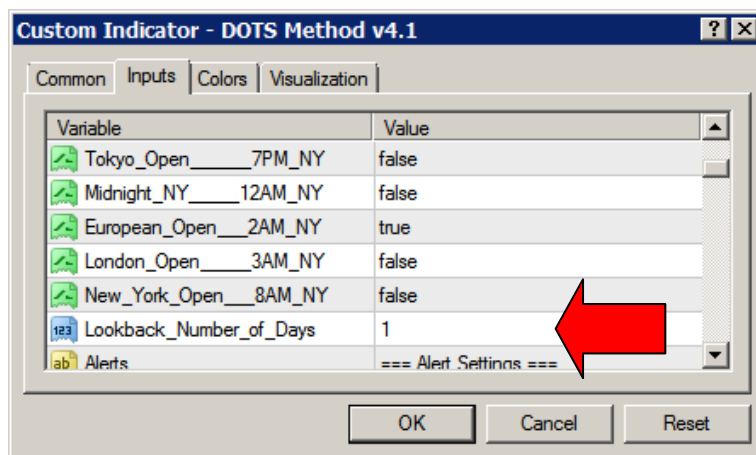 Custom Indicator - DOTS Method v4.1
Common Inputs Colors Visualization
Variable Value
Tokyo_Open______7PM_NY false
Midnight_NY_____12AM_NY false
European_Open___2AM_NY true
London_Open_____3AM_NY false
New_York_Open___8AM_NY false
123 Lookback_Number_of_Days 1
ab Alerts === Alert Settings ===
OK Cancel Reset